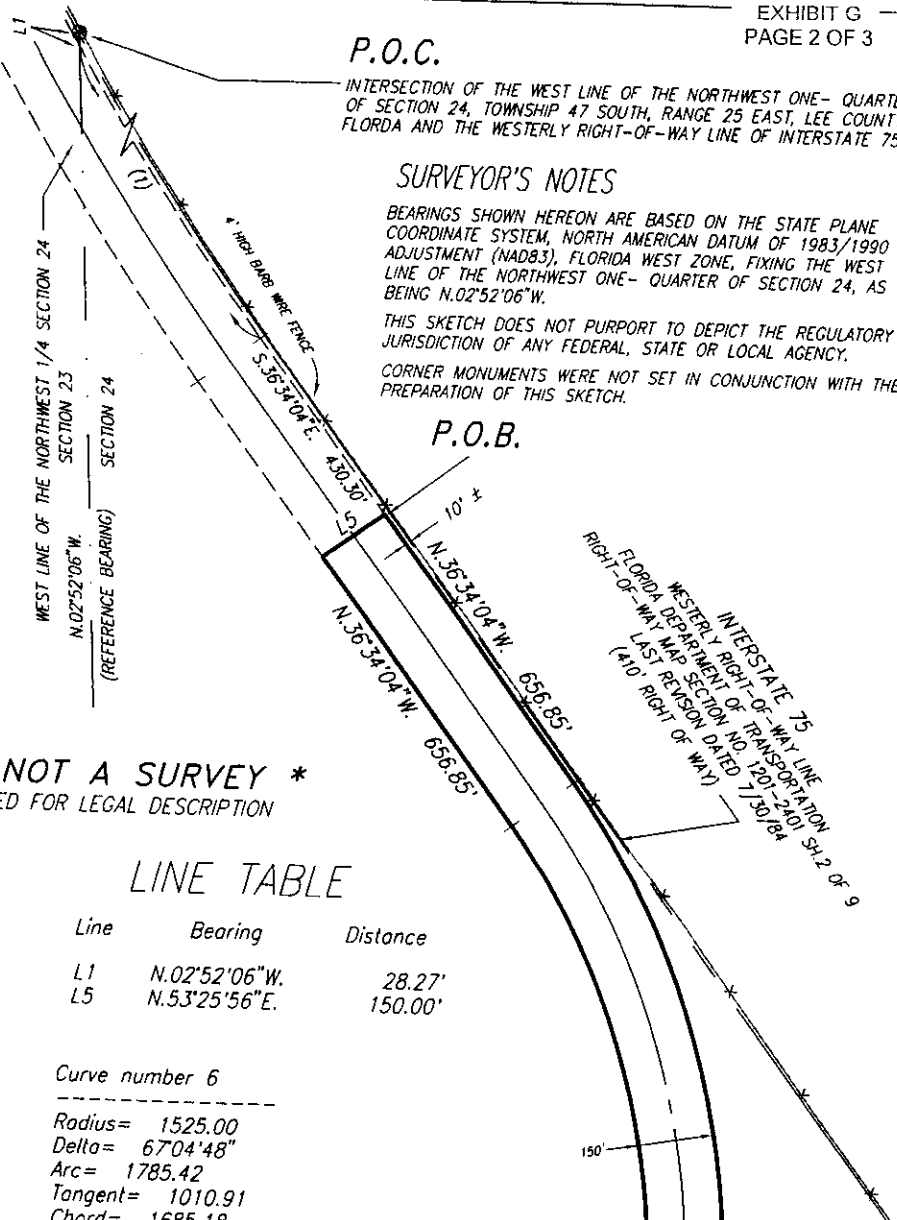 EXHIBIT G
PAGE 2 OF 3
L1
P.O.C.
INTERSECTION OF THE WEST LINE OF THE NORTHWEST ONE- QUARTE
OF SECTION 24, TOWNSHIP 47 SOUTH, RANGE 25 EAST, LEE COUNT
FLORDA AND THE WESTERLY RIGHT-OF-WAY LINE OF INTERSTATE 75
(1)
SURVEYOR'S NOTES
BEARINGS SHOWN HEREON ARE BASED ON THE STATE PLANE
COORDINATE SYSTEM, NORTH AMERICAN DATUM OF 1983/1990
ADJUSTMENT (NAD83), FLORIDA WEST ZONE, FIXING THE WEST
LINE OF THE NORTHWEST ONE- QUARTER OF SECTION 24, AS
BEING N.02°52'06"W.
THIS SKETCH DOES NOT PURPORT TO DEPICT THE REGULATORY
JURISDICTION OF ANY FEDERAL, STATE OR LOCAL AGENCY.
CORNER MONUMENTS WERE NOT SET IN CONJUNCTION WITH THE
PREPARATION OF THIS SKETCH.
4' HIGH BARB WIRE FENCE
S.36°34'04"E. 430.30'
WEST LINE OF THE NORTHWEST 1/4 SECTION 24
SECTION 23
N.02°52'06"W.
SECTION 24
(REFERENCE BEARING)
P.O.B.
L5
10' ±
N.36°34'04"W. 656.85'
N.36°34'04"W. 656.85'
INTERSTATE 75
WESTERLY RIGHT-OF-WAY LINE
FLORIDA DEPARTMENT OF TRANSPORTATION
RIGHT-OF-WAY MAP SECTION NO. 1201-2401 SH.2 OF 9
LAST REVISION DATED 7/30/84
(410' RIGHT OF WAY)
NOT A SURVEY *
ED FOR LEGAL DESCRIPTION
LINE TABLE
Line Bearing Distance
L1 N.02°52'06"W. 28.27'
L5 N.53°25'56"E. 150.00'
Curve number 6
Radius= 1525.00
Delta= 67°04'48"
Arc= 1785.42
Tangent= 1010.91
Chord= 1685.18
150'